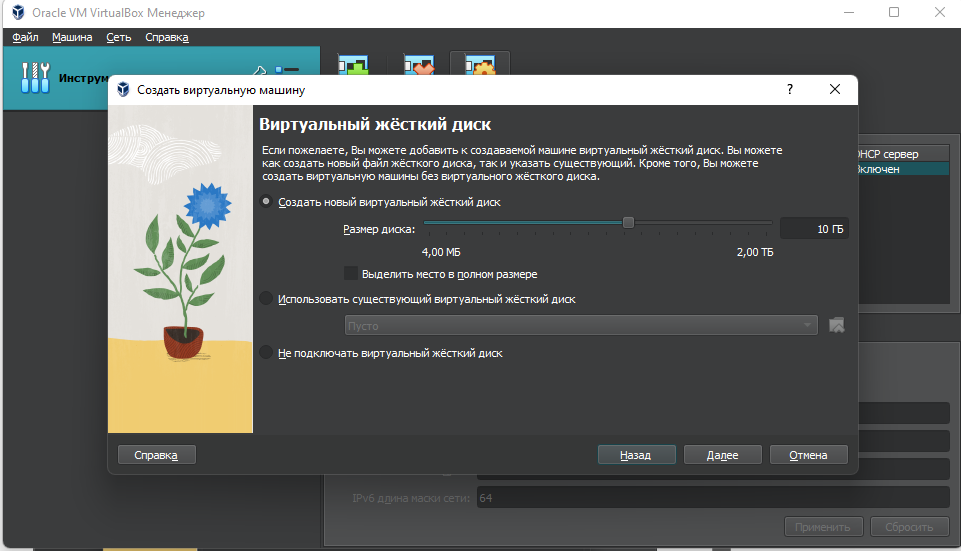 Oracle VM VirtualBox Менеджер
Файл Машина Сеть Справка
Создать виртуальную машину
?
Виртуальный жёсткий диск
Если пожелаете, Вы можете добавить к создаваемой машине виртуальный жёсткий диск. Вы можете
как создать новый файл жёсткого диска, так и указать существующий. Кроме того, Вы можете
создать виртуальную машины без виртуального жёсткого диска.
Создать новый виртуальный жёсткий диск
Размер диска:
10 ГБ
4,00 МБ
2,00 ТБ
Выделить место в полном размере
Использовать существующий виртуальный жёсткий диск
Пусто
Не подключать виртуальный жёсткий диск
Справка
Назад
Далее
Отмена
сервер
IPv6 длина маски сети:
64
Применить
Сбросить